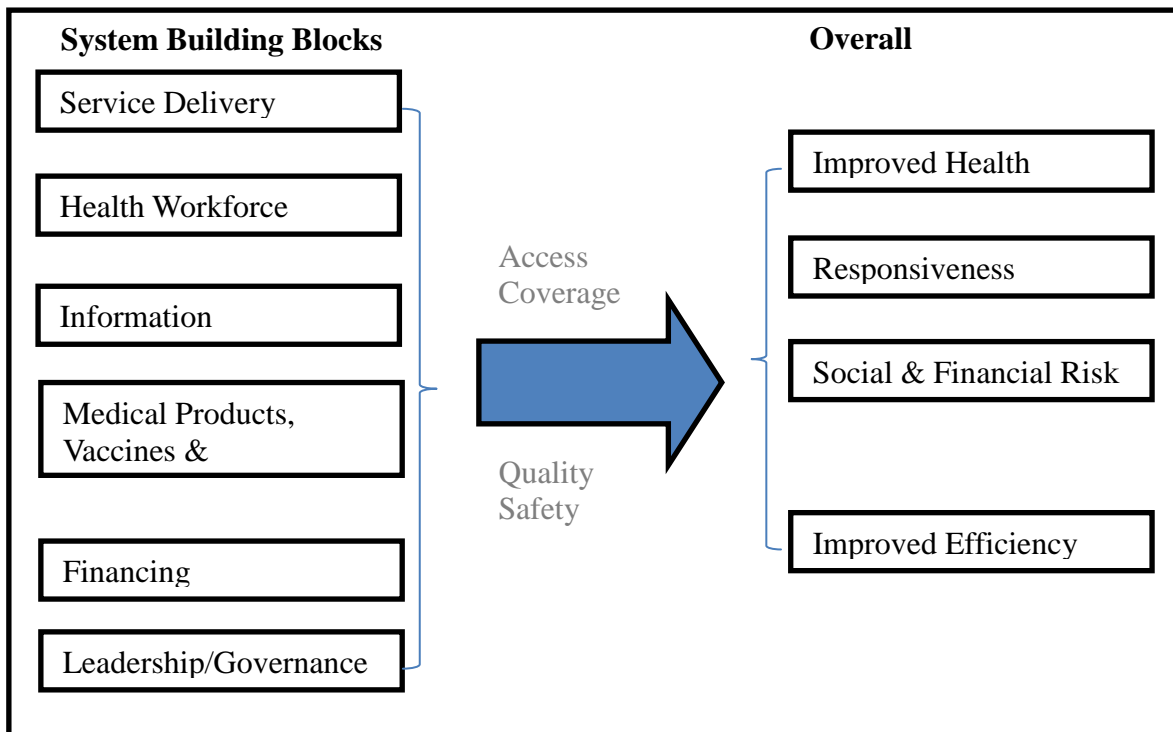 System Building Blocks
Service Delivery
Health Workforce
Information
Medical Products,
Vaccines &
Financing
Leadership/Governance
Access
Coverage
Quality
Safety
Overall
Improved Health
Responsiveness
Social & Financial Risk
Improved Efficiency